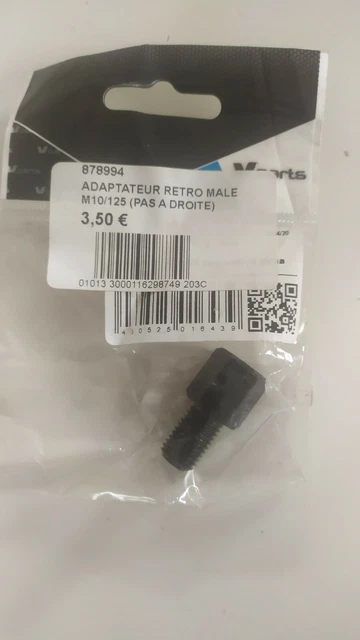 878994
ADAPTATEUR RETRO MALE
M10/125 (PAS A DROITE)
3,50 €
01013 3000116298749 203C